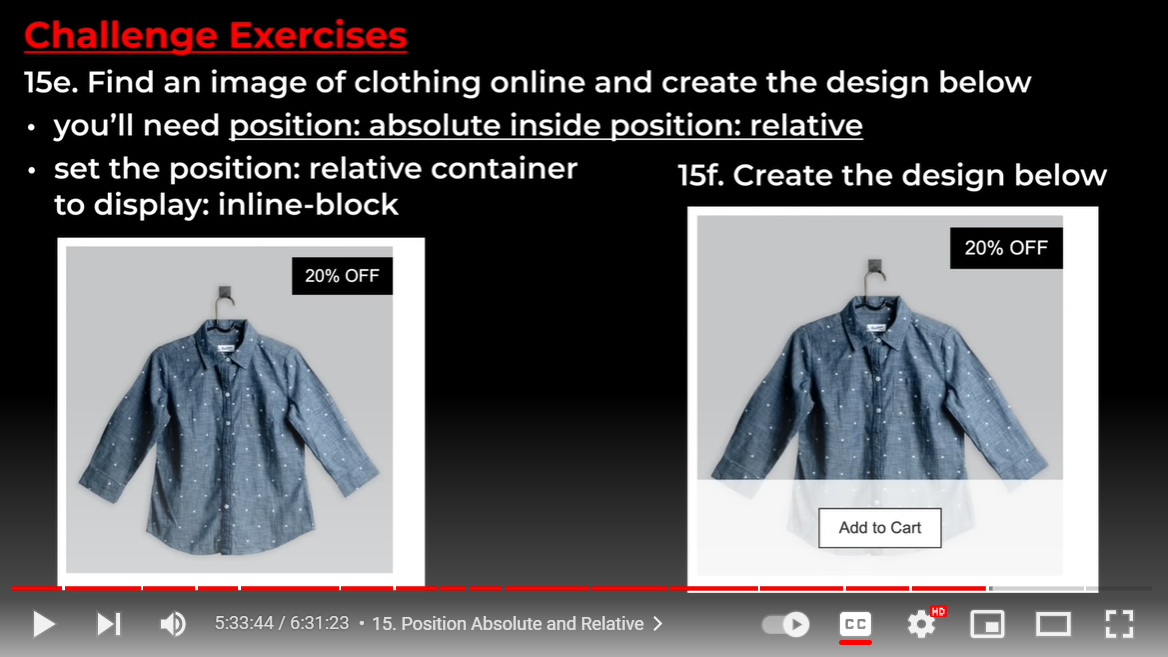 Challenge Exercises
15e. Find an image of clothing online and create the design below
• you’ll need position: absolute inside position: relative
• set the position: relative container
to display: inline-block
15f. Create the design below
20% OFF
20% OFF
Add to Cart
HD
5:33:44 / 6:31:23 • 15. Position Absolute and Relative
CC